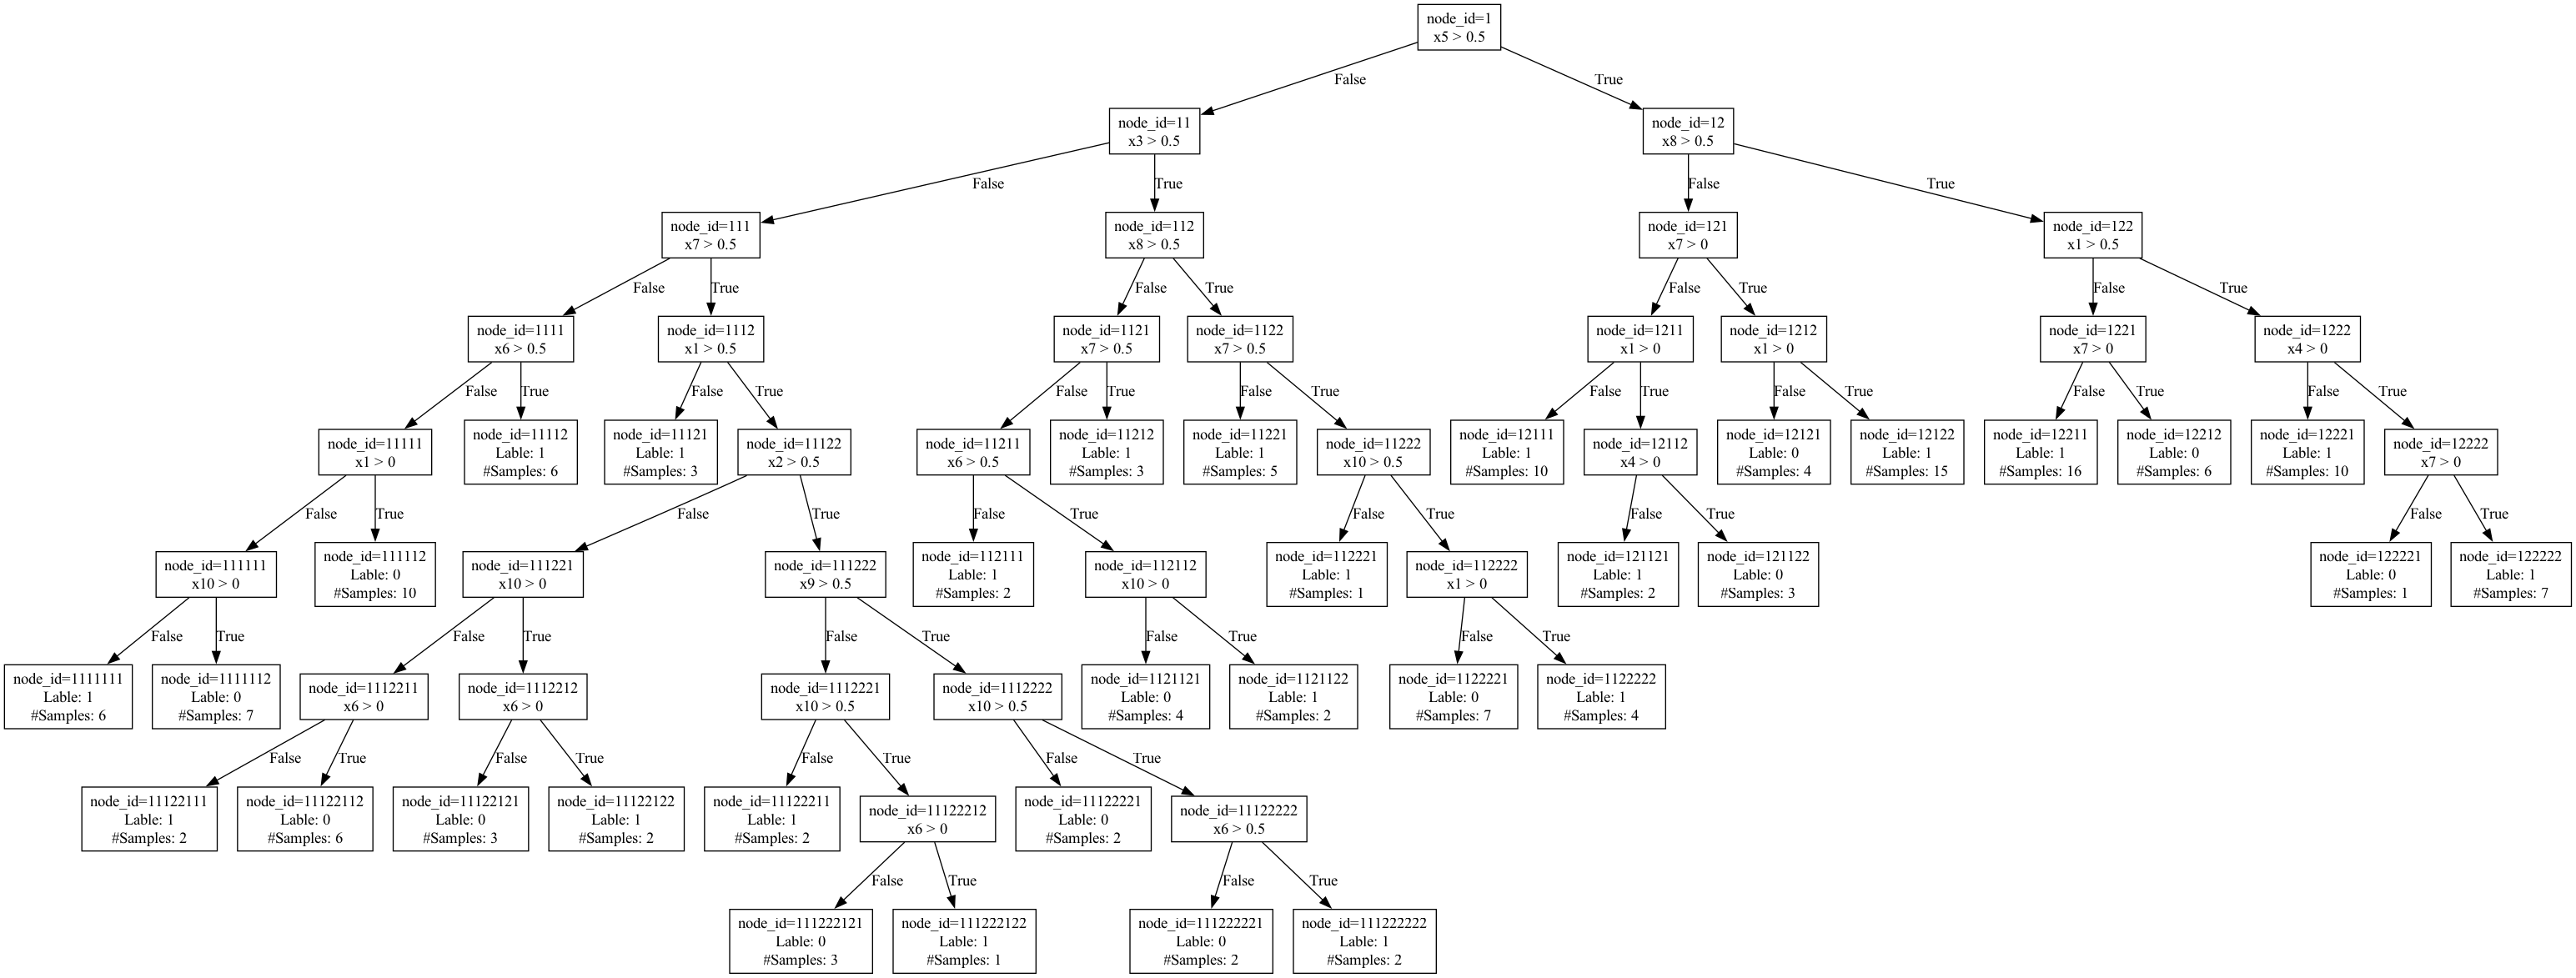 node_id=1
x5 > 0.5
False
True
node_id=11
x3 > 0.5
node_id=12
x8 > 0.5
False
True
False
True
node_id=111
x7 > 0.5
node_id=112
x8 > 0.5
node_id=121
x7 > 0
node_id=122
x1 > 0.5
False
True
False
True
False
True
False
True
node_id=1111
x6 > 0.5
node_id=1112
x1 > 0.5
node_id=1121
x7 > 0.5
node_id=1122
x7 > 0.5
node_id=1211
x1 > 0
node_id=1212
x1 > 0
node_id=1221
x7 > 0
node_id=1222
x4 > 0
False
True
False
True
False
True
False
True
False
True
False
True
False
True
False
True
node_id=11111
x1 > 0
node_id=11112
Lable: 1
#Samples: 6
node_id=11121
Lable: 1
#Samples: 3
node_id=11122
x2 > 0.5
node_id=11211
x6 > 0.5
node_id=11212
Lable: 1
#Samples: 3
node_id=11221
Lable: 1
#Samples: 5
node_id=11222
x10 > 0.5
node_id=12111
Lable: 1
#Samples: 10
node_id=12112
x4 > 0
node_id=12121
Lable: 0
#Samples: 4
node_id=12122
Lable: 1
#Samples: 15
node_id=12211
Lable: 1
#Samples: 16
node_id=12212
Lable: 0
#Samples: 6
node_id=12221
Lable: 1
#Samples: 10
node_id=12222
x7 > 0
False
True
False
True
False
True
False
True
False
True
False
True
node_id=111111
x10 > 0
node_id=111112
Lable: 0
#Samples: 10
node_id=111221
x10 > 0
node_id=111222
x9 > 0.5
node_id=112111
Lable: 1
#Samples: 2
node_id=112112
x10 > 0
node_id=112221
Lable: 1
#Samples: 1
node_id=112222
x1 > 0
node_id=121121
Lable: 1
#Samples: 2
node_id=121122
Lable: 0
#Samples: 3
node_id=122221
Lable: 0
#Samples: 1
node_id=122222
Lable: 1
#Samples: 7
False
True
False
True
False
True
False
True
False
True
node_id=1111111
Lable: 1
#Samples: 6
node_id=1111112
Lable: 0
#Samples: 7
node_id=1112211
x6 > 0
node_id=1112212
x6 > 0
node_id=1112221
x10 > 0.5
node_id=1112222
x10 > 0.5
node_id=1121121
Lable: 0
#Samples: 4
node_id=1121122
Lable: 1
#Samples: 2
node_id=1122221
Lable: 0
#Samples: 7
node_id=1122222
Lable: 1
#Samples: 4
False
True
False
True
False
True
False
True
node_id=11122111
Lable: 1
#Samples: 2
node_id=11122112
Lable: 0
#Samples: 6
node_id=11122121
Lable: 0
#Samples: 3
node_id=11122122
Lable: 1
#Samples: 2
node_id=11122211
Lable: 1
#Samples: 2
node_id=11122212
x6 > 0
node_id=11122221
Lable: 0
#Samples: 2
node_id=11122222
x6 > 0.5
False
True
False
True
node_id=111222121
Lable: 0
#Samples: 3
node_id=111222122
Lable: 1
#Samples: 1
node_id=111222221
Lable: 0
#Samples: 2
node_id=111222222
Lable: 1
#Samples: 2